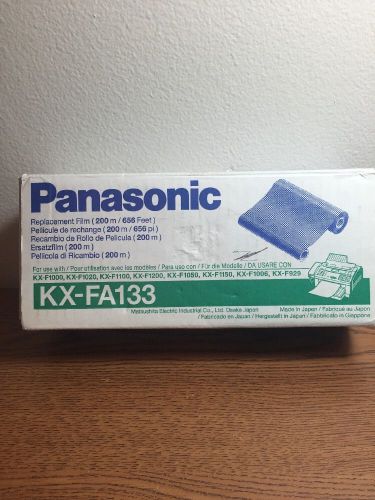 Panasonic
Replacement Film ( 200 m / 656 Feet )
Pellicule de rechange ( 200 m / 656 pi )
Recambio de Rollo de Película ( 200 m )
Ersatzfilm ( 200 m )
Pellicola di Ricambio ( 200 m )
For use with / Pour utilisation avec les modèles / Para uso con / Für die Modelle / DA USARE CON
KX-F1000, KX-F1020, KX-F1100, KX-F1200, KX-F1050, KX-F1150, KX-F1006, KX-F929
KX-FA133
Matsushita Electric Industrial Co., Ltd. Osaka Japan
Made in Japan / Fabriqué au Japon
/ Fabricado en Japan / Hergestellt in Japan / Fabbricato in Giappone